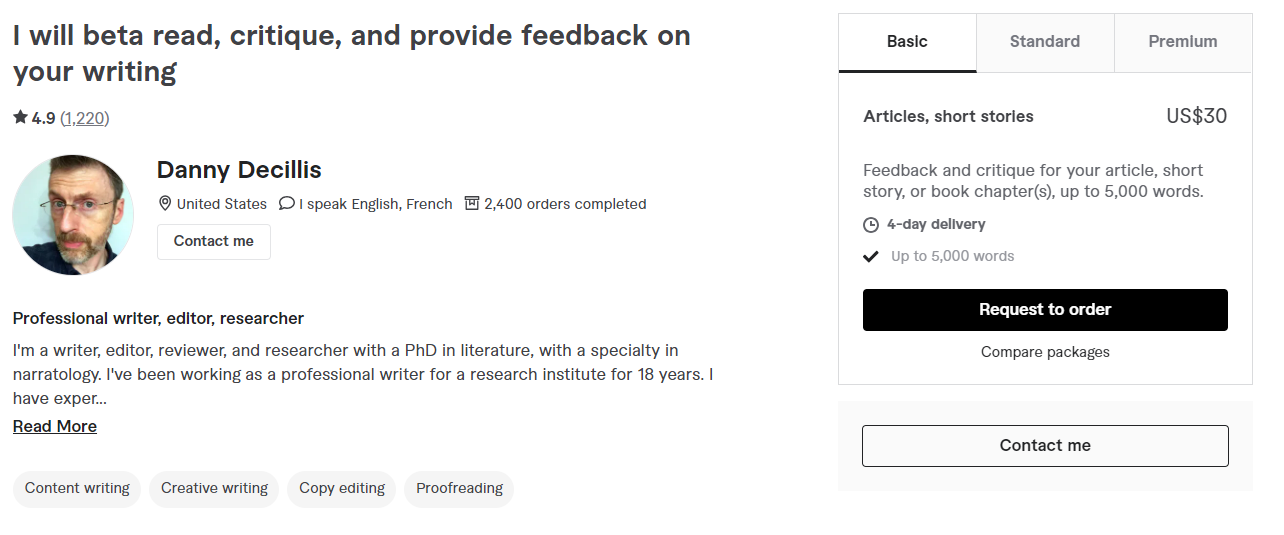 I will beta read, critique, and provide feedback on
your writing
4.9 (1,220)
Danny Decillis
United States I speak English, French 2,400 orders completed
Contact me
Professional writer, editor, researcher
I'm a writer, editor, reviewer, and researcher with a PhD in literature, with a specialty in
narratology. I've been working as a professional writer for a research institute for 18 years. I
have exper...
Read More
Content writing Creative writing Copy editing Proofreading
Basic Standard Premium
Articles, short stories US$30
Feedback and critique for your article, short
story, or book chapter(s), up to 5,000 words.
4-day delivery
Up to 5,000 words
Request to order
Compare packages
Contact me